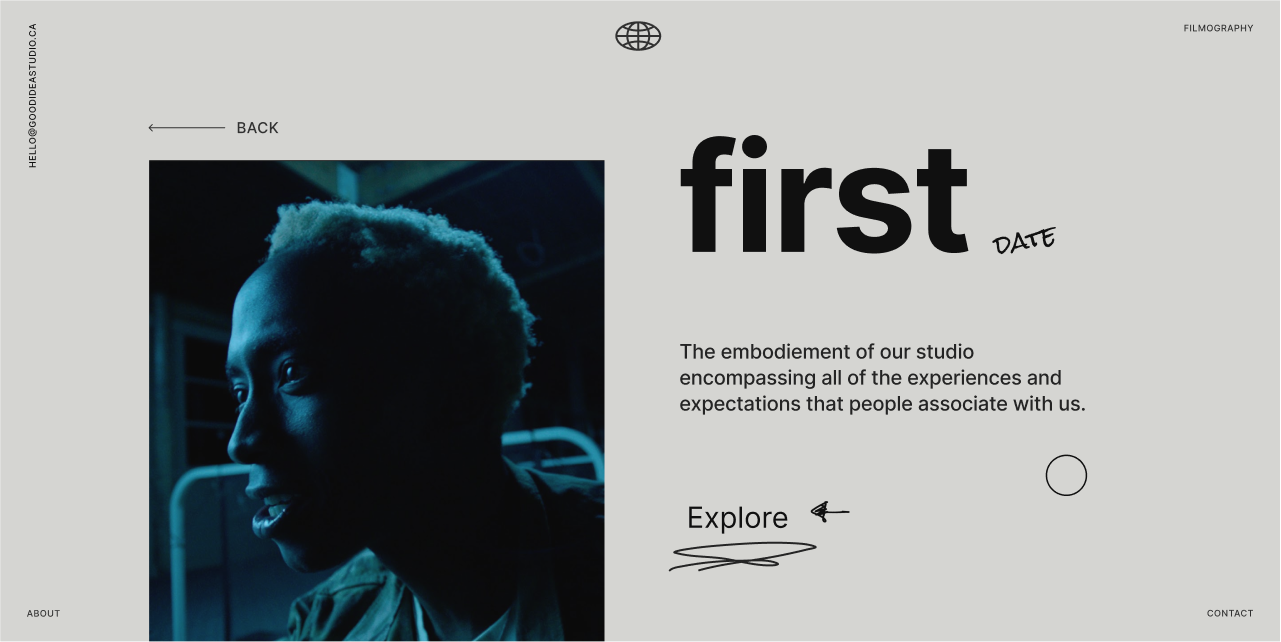 HELLO@GOODIDEASTUDIO.CA
FILMOGRAPHY
BACK
first
DATE
The embodiement of our studio
encompassing all of the experiences and
expectations that people associate with us.
Explore
ABOUT
CONTACT